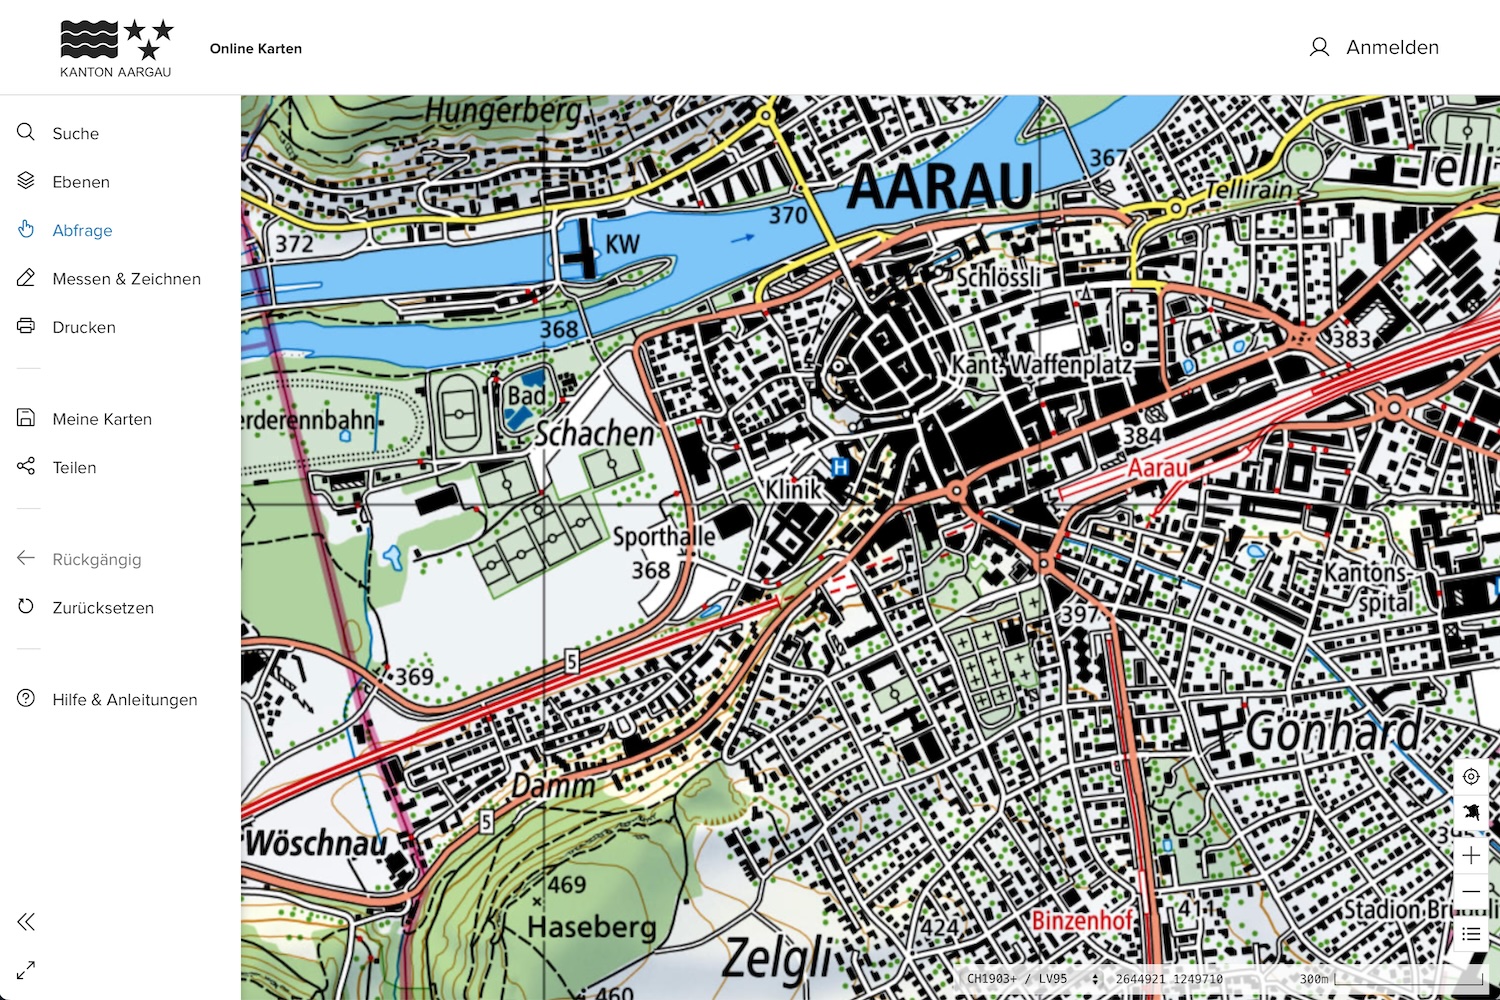 KANTON AARGAU
Online Karten
Anmelden
Suche
Ebenen
Abfrage
Messen & Zeichnen
Drucken
Meine Karten
Teilen
Rückgängig
Zurücksetzen
Hilfe & Anleitungen
Hungerberg
AARAU
367
Telli
Tellirain
370
372
KW
Schlössli
368
383
Kant. Waffenplatz
Bad
erderennbahn
Schachen
384
Aarau
H
Klinik
Sporthalle
368
Kantons-
spital
397
5
369
Gönhard
Damm
5
Wöschnau
469
Haseberg
Binzenhof
411
Stadion
424
Zelgli
460
CH1903+ / LV95
2644921 1249710
300m